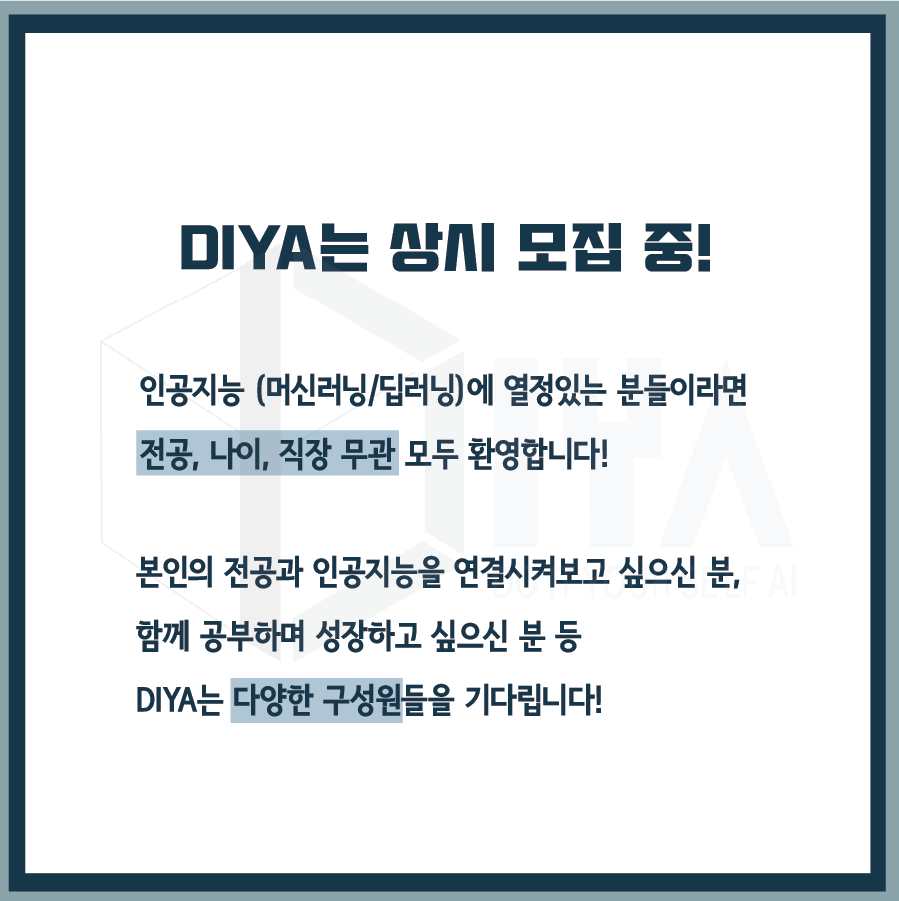 DIYA는 상시 모집 중!
인공지능 (머신러닝/딥러닝)에 열정있는 분들이라면
전공, 나이, 직장 무관 모두 환영합니다!
본인의 전공과 인공지능을 연결시켜보고 싶으신 분,
DO IT YOURSELF AI
함께 공부하며 성장하고 싶으신 분 등
DIYA는 다양한 구성원들을 기다립니다!